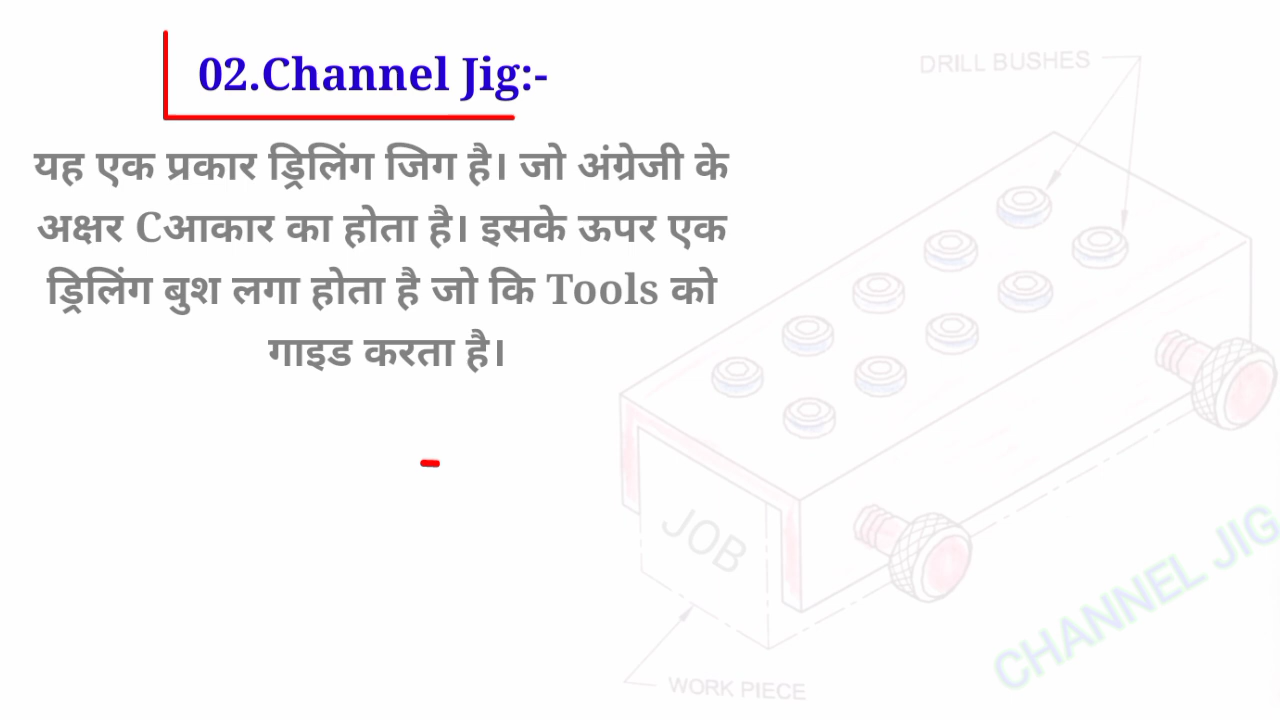 02.Channel Jig:-
यह एक प्रकार ड्रिलिंग जिग है। जो अंग्रेजी के
अक्षर Cआकार का होता है। इसके ऊपर एक
ड्रिलिंग बुश लगा होता है जो कि Tools को
गाइड करता है।
DRILL BUSHES
JOB
CHANNEL JIG
WORK PIECE